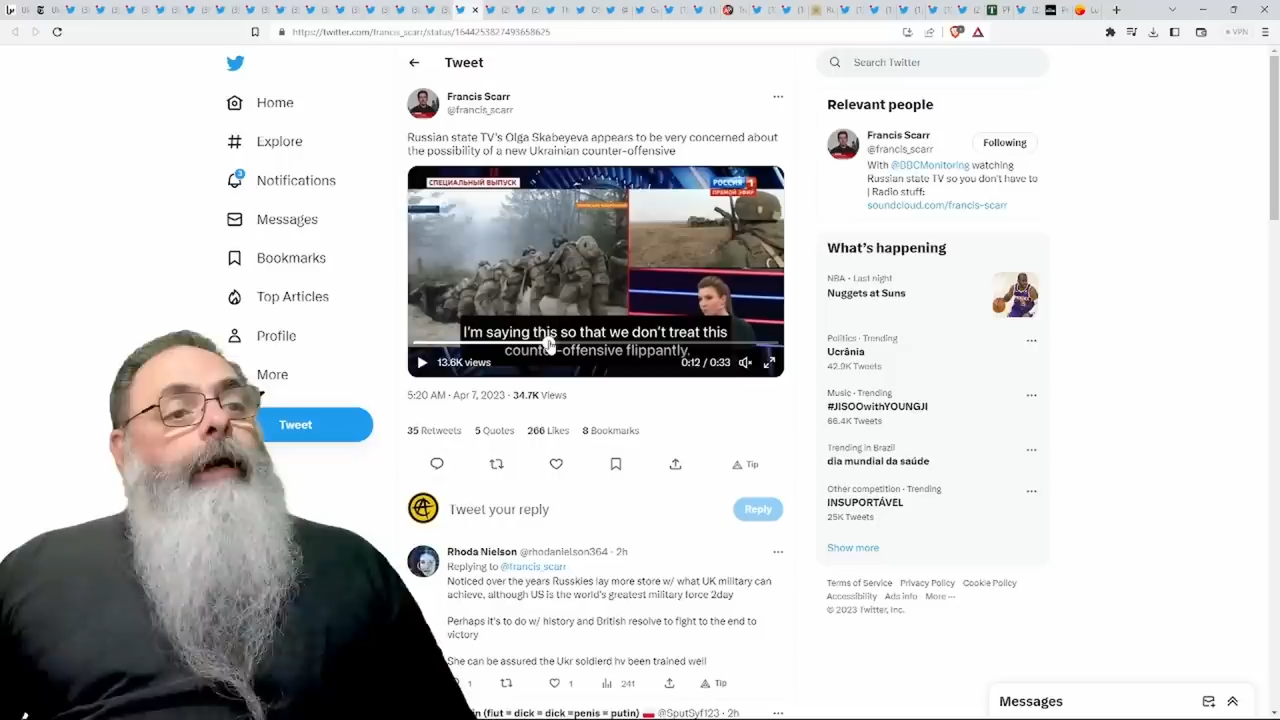 https://twitter.com/francis_scarr/status/1644253827493658625
VPN
Home
Explore
3
Notifications
Messages
Bookmarks
Top Articles
Profile
More
Tweet
Tweet
Francis Scarr
@francis_scarr
Russian state TV's Olga Skabeyeva appears to be very concerned about
the possibility of a new Ukrainian counter-offensive
СПЕЦИАЛЬНЫЙ ВЫПУСК
РОССИЯ 1
ПРЯМОЙ ЭФИР
I'm saying this so that we don't treat this
counter-offensive flippantly.
13.6K views
0:12 / 0:33
5:20 AM · Apr 7, 2023 · 34.7K Views
35 Retweets 5 Quotes 266 Likes 8 Bookmarks
Tip
Tweet your reply
Reply
Rhoda Nielson @rhodanielson364 · 2h
Replying to @francis_scarr
Noticed over the years Russkies lay more store w/ what UK military can
achieve, although US is the world's greatest military force 2day
Perhaps it's to do w/ history and British resolve to fight to the end to
victory
She can be assured the Ukr soldierd hv been trained well
1
1
241
Tip
(fiut = dick = dick =penis = putin) @SputSyf123 · 2h
Search Twitter
Relevant people
Francis Scarr
@francis_scarr
Following
With @BBCMonitoring watching
Russian state TV so you don't have to
| Radio stuff:
soundcloud.com/francis-scarr
What's happening
NBA · Last night
Nuggets at Suns
Politics · Trending
Ucrânia
42.9K Tweets
Music · Trending
#JISOOwithYOUNGJI
66.4K Tweets
Trending in Brazil
dia mundial da saúde
Other competition · Trending
INSUPORTÁVEL
25K Tweets
Show more
Terms of Service Privacy Policy Cookie Policy
Accessibility Ads info More
© 2023 Twitter, Inc.
Messages